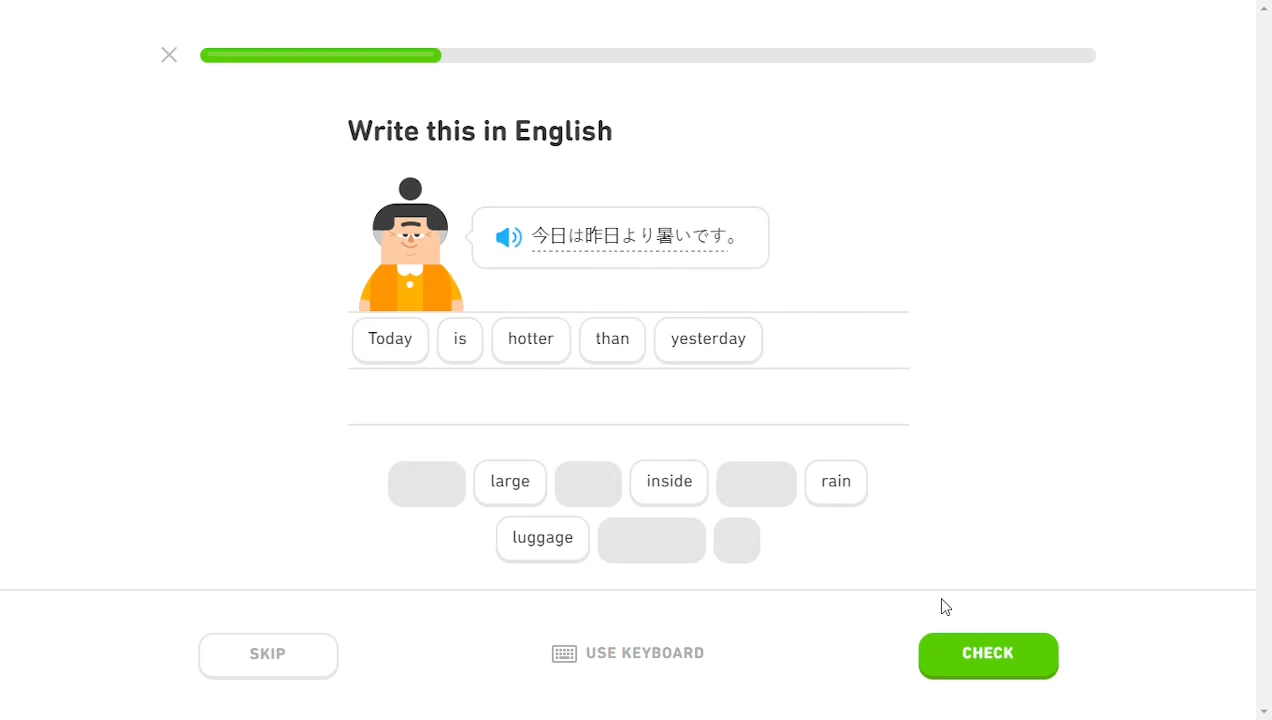 Write this in English
今日は昨日より暑いです。
Today is hotter than yesterday
large inside rain
luggage
SKIP USE KEYBOARD CHECK